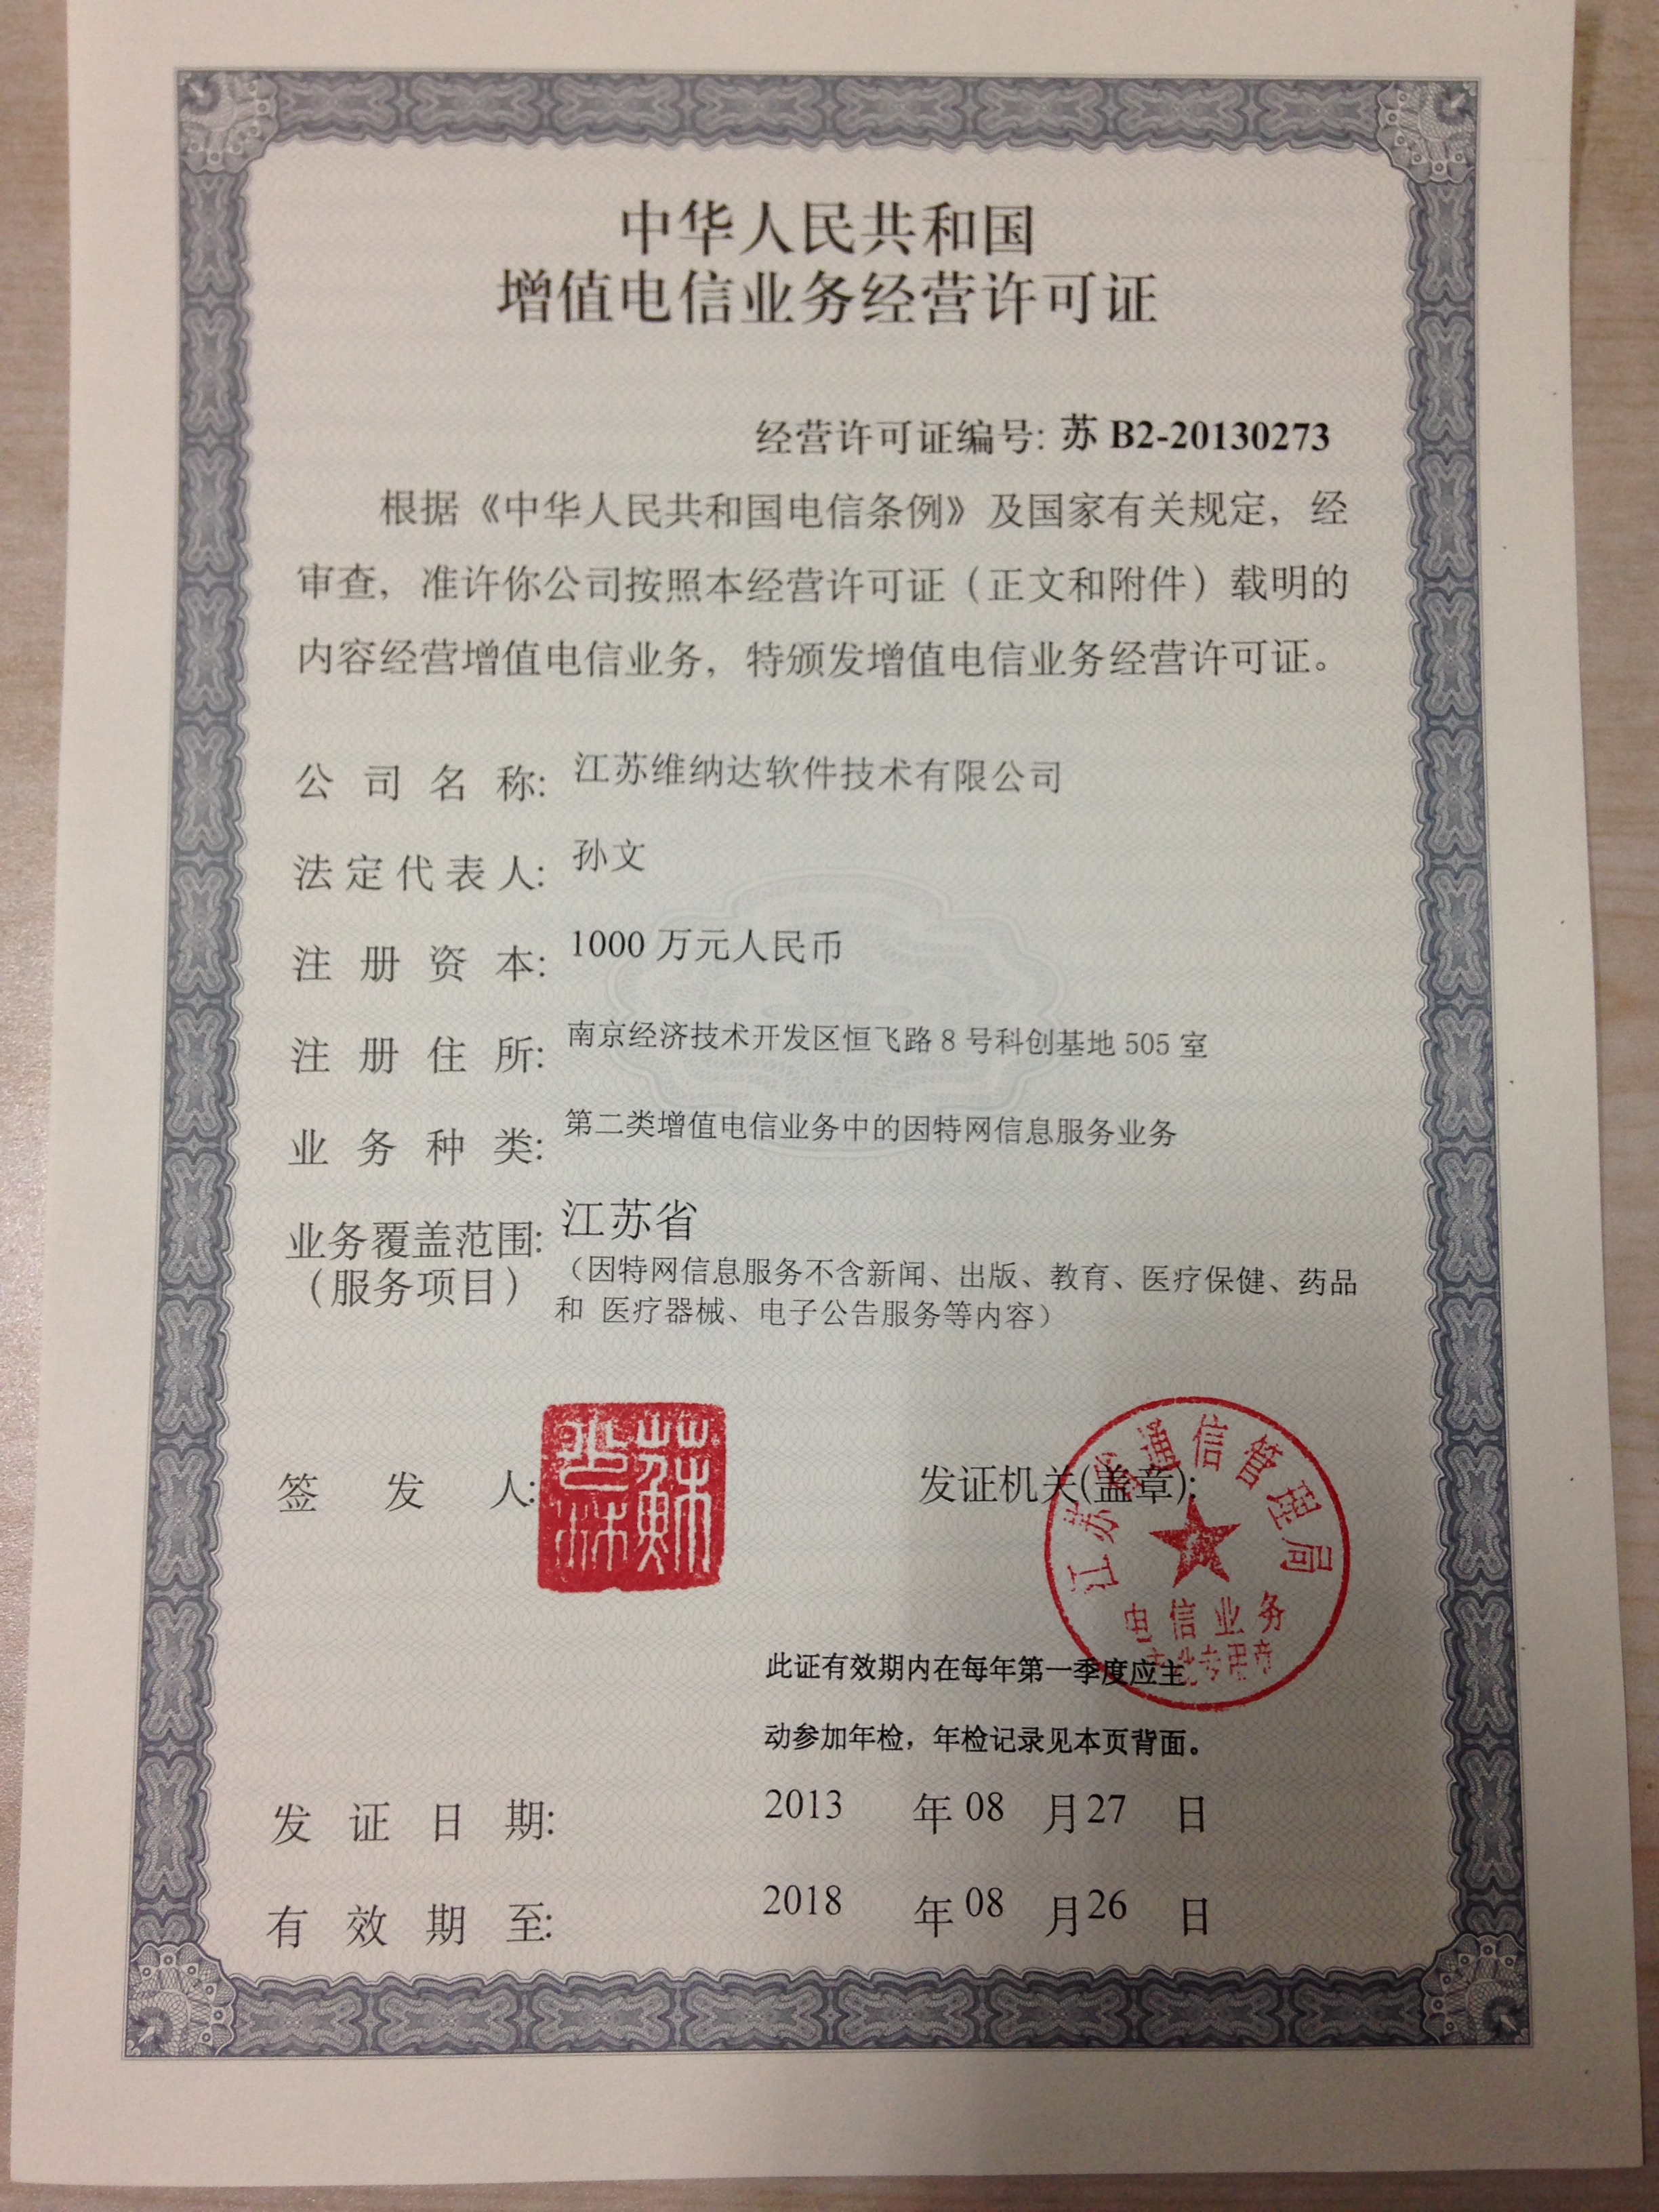 中华人民共和国
增值电信业务经营许可证
经营许可证编号: 苏 B2-20130273
根据《中华人民共和国电信条例》及国家有关规定，经
审查，准许你公司按照本经营许可证（正文和附件）载明的
内容经营增值电信业务，特颁发增值电信业务经营许可证。
公司名称: 江苏维纳达软件技术有限公司
法定代表人: 孙文
注册资本: 1000 万元人民币
注册住所: 南京经济技术开发区恒飞路 8 号科创基地 505 室
业务种类: 第二类增值电信业务中的因特网信息服务业务
业务覆盖范围: 江苏省
（服务项目）（因特网信息服务不含新闻、出版、教育、医疗保健、药品
和 医疗器械、电子公告服务等内容）
签发人:
发证机关(盖章):
江苏省通信管理局
电信业务
专用章
此证有效期内在每年第一季度应主
动参加年检，年检记录见本页背面。
发证日期: 2013 年 08 月 27 日
有效期至: 2018 年 08 月 26 日